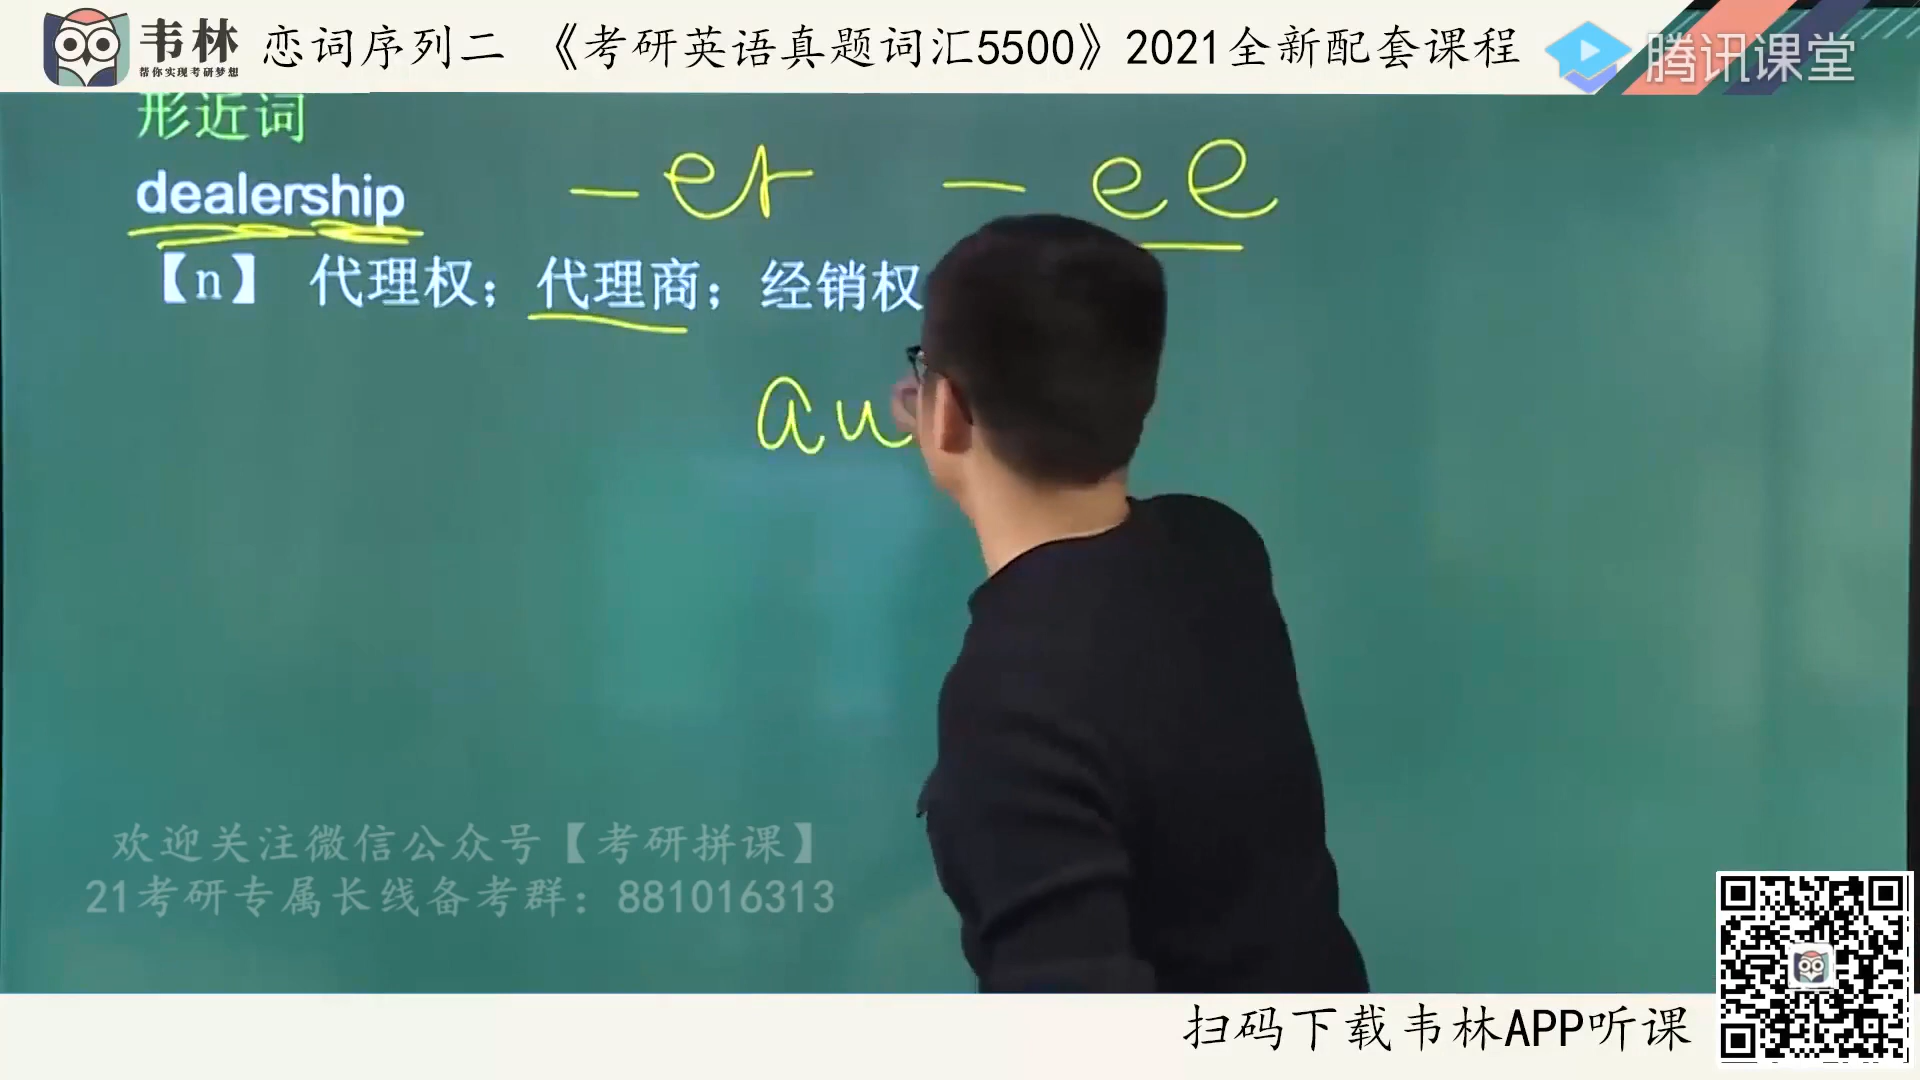 韦林 恋词序列二 《考研英语真题词汇5500》2021全新配套课程
帮你实现考研梦想
腾讯课堂
形近词
dealership
-er -ee
【n】 代理权；代理商；经销权
au
欢迎关注微信公众号【考研拼课】
21考研专属长线备考群：881016313
扫码下载韦林APP听课